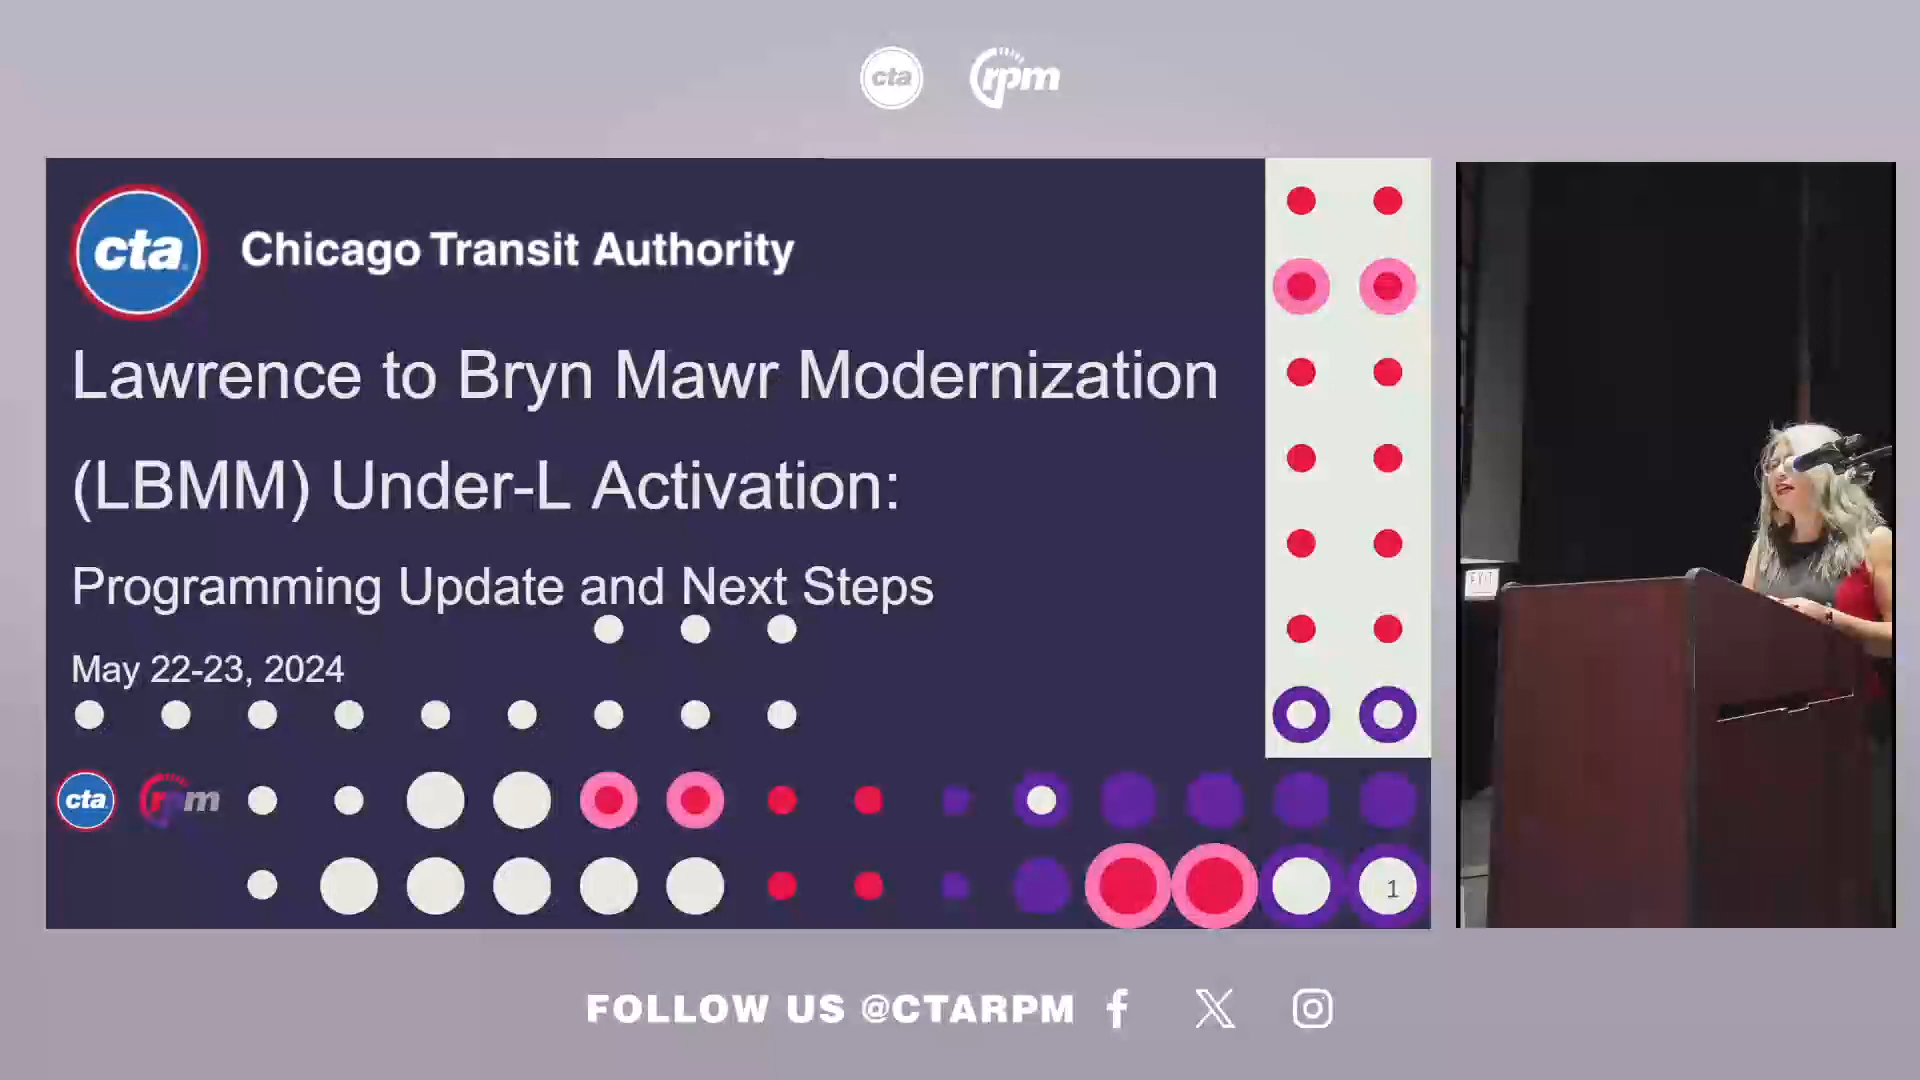 cta rpm
cta Chicago Transit Authority
Lawrence to Bryn Mawr Modernization
(LBMM) Under-L Activation:
Programming Update and Next Steps
May 22-23, 2024
cta rpm
1
EXIT
FOLLOW US @CTARPM